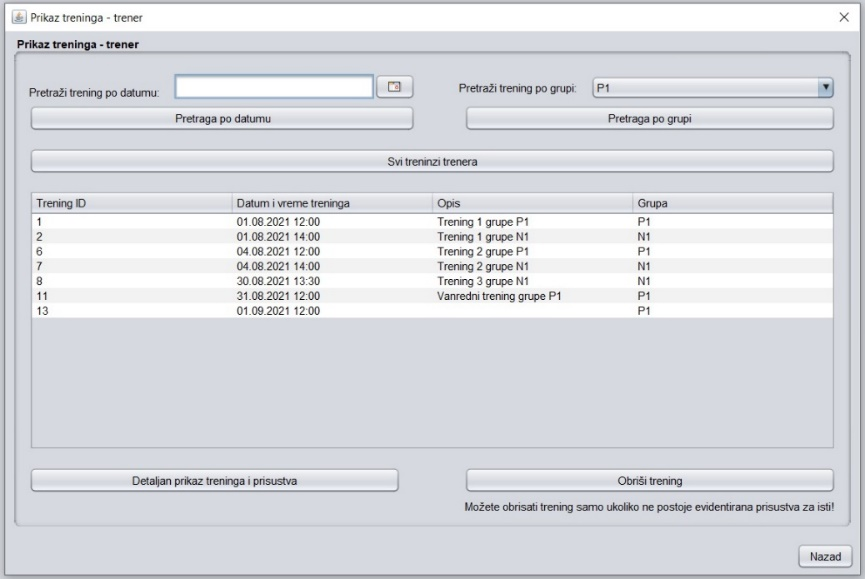 Prikaz treninga - trener
Prikaz treninga - trener
Pretraži trening po datumu:
Pretraži trening po grupi: P1
Pretraga po datumu
Pretraga po grupi
Svi treninzi trenera
Trening ID Datum i vreme treninga Opis Grupa
1 01.08.2021 12:00 Trening 1 grupe P1 P1
2 01.08.2021 14:00 Trening 1 grupe N1 N1
6 04.08.2021 12:00 Trening 2 grupe P1 P1
7 04.08.2021 14:00 Trening 2 grupe N1 N1
8 30.08.2021 13:30 Trening 3 grupe N1 N1
11 31.08.2021 12:00 Vanredni trening grupe P1 P1
13 01.09.2021 12:00 P1
Detaljan prikaz treninga i prisustva
Obriši trening
Možete obrisati trening samo ukoliko ne postoje evidentirana prisustva za isti!
Nazad